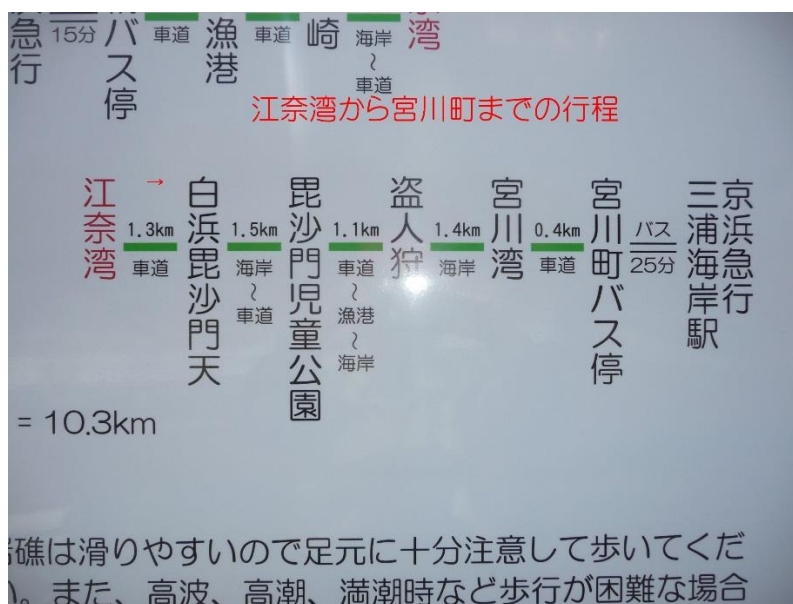 急行
15分
バス停
車道
漁港
車道
崎
海岸〜車道
湾
江奈湾から宮川町までの行程
江奈湾
→
1.3km
車道
白浜毘沙門天
1.5km
海岸〜車道
毘沙門児童公園
1.1km
車道〜漁港〜海岸
盗人狩
1.4km
海岸
宮川湾
0.4km
車道
宮川町バス停
バス
25分
京浜急行
三浦海岸駅
= 10.3km
礁は滑りやすいので足元に十分注意して歩いてくだ
。また、高波、高潮、満潮時など歩行が困難な場合